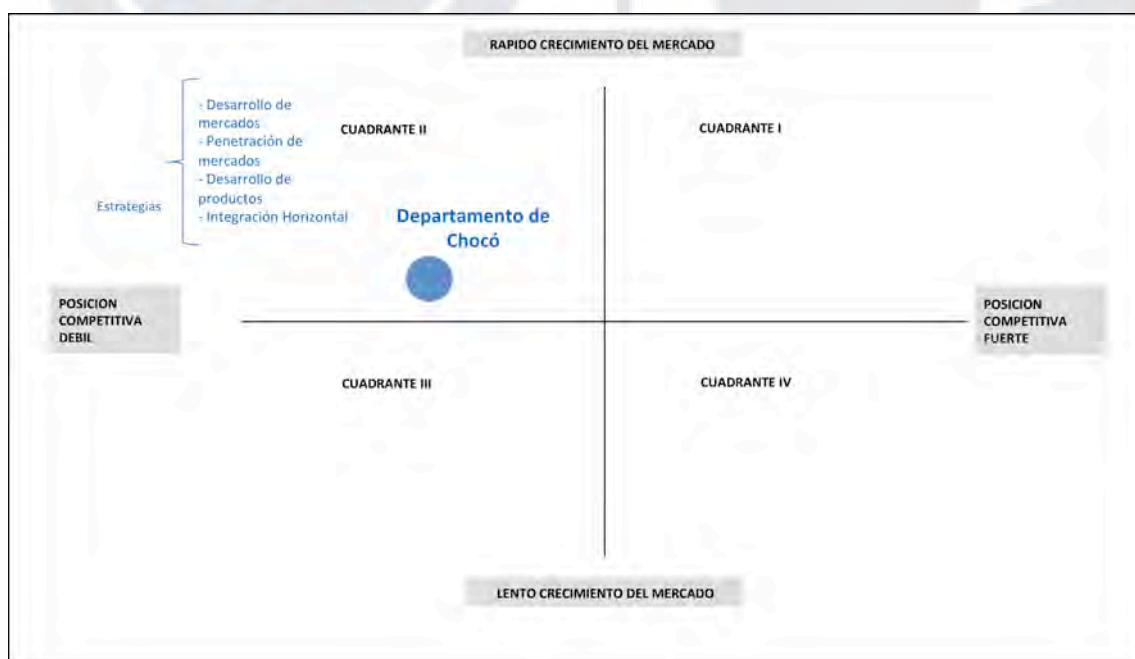 RAPIDO CRECIMIENTO DEL MERCADO
- Desarrollo de
mercados
- Penetración de
mercados
- Desarrollo de
productos
- Integración Horizontal
Estrategias
CUADRANTE II
CUADRANTE I
Departamento de
Chocó
POSICION
COMPETITIVA
DEBIL
POSICION
COMPETITIVA
FUERTE
CUADRANTE III
CUADRANTE IV
LENTO CRECIMIENTO DEL MERCADO